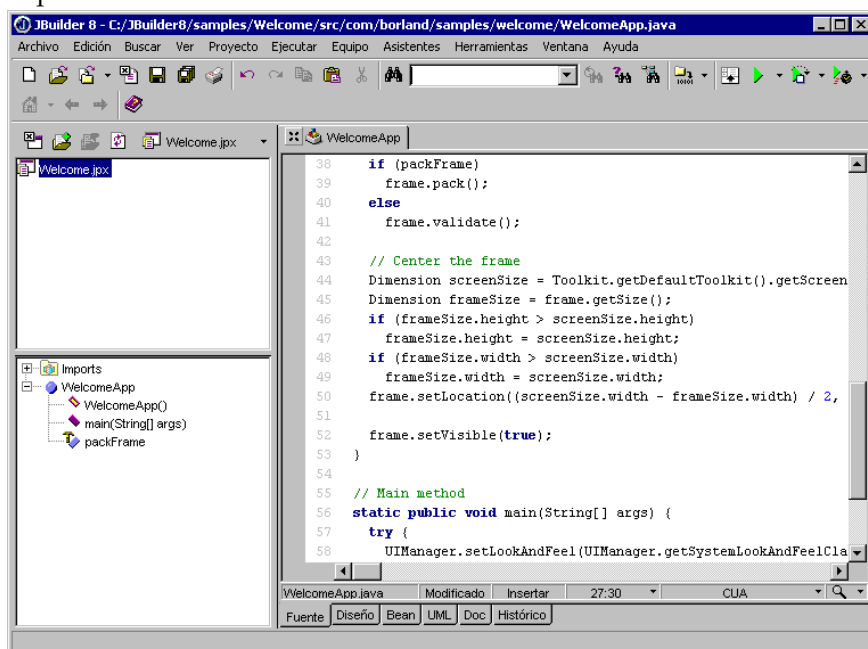 JBuilder 8 - C:/JBuilder8/samples/Welcome/src/com/borland/samples/welcome/WelcomeApp.java
Archivo Edición Buscar Ver Proyecto Ejecutar Equipo Asistentes Herramientas Ventana Ayuda
Welcome.jpx
Welcome.jpx
Imports
WelcomeApp
WelcomeApp()
main(String[] args)
packFrame
WelcomeApp
38 if (packFrame)
39 frame.pack();
40 else
41 frame.validate();
42
43 // Center the frame
44 Dimension screenSize = Toolkit.getDefaultToolkit().getScreen
45 Dimension frameSize = frame.getSize();
46 if (frameSize.height > screenSize.height)
47 frameSize.height = screenSize.height;
48 if (frameSize.width > screenSize.width)
49 frameSize.width = screenSize.width;
50 frame.setLocation((screenSize.width - frameSize.width) / 2,
51
52 frame.setVisible(true);
53 }
54
55 // Main method
56 static public void main(String[] args) {
57 try {
58 UIManager.setLookAndFeel(UIManager.getSystemLookAndFeelCla
WelcomeApp.java Modificado Insertar 27:30 CUA
Fuente Diseño Bean UML Doc Histórico